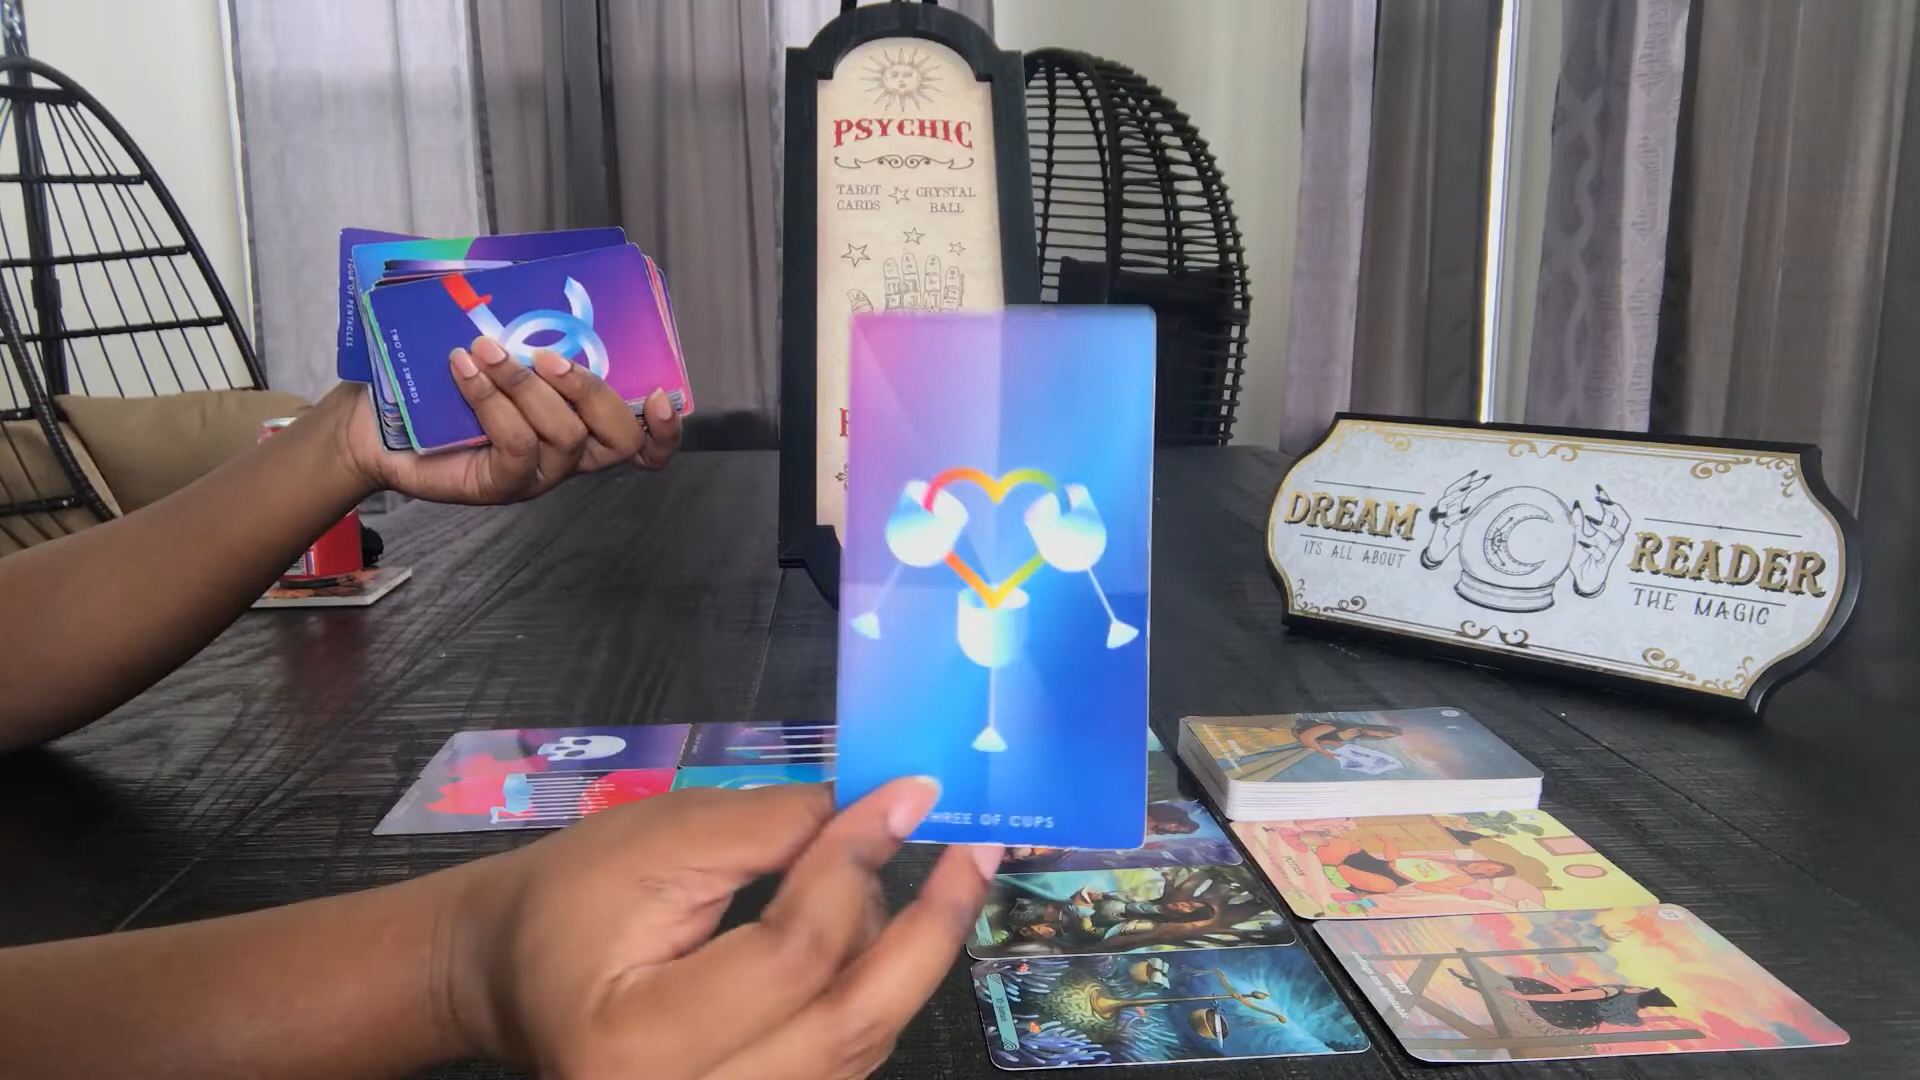 PSYCHIC
TAROT CARDS
CRYSTAL BALL
FOUR OF PENTACLES
TWO OF SWORDS
THREE OF CUPS
DREAM READER
ITS ALL ABOUT THE MAGIC
POTION